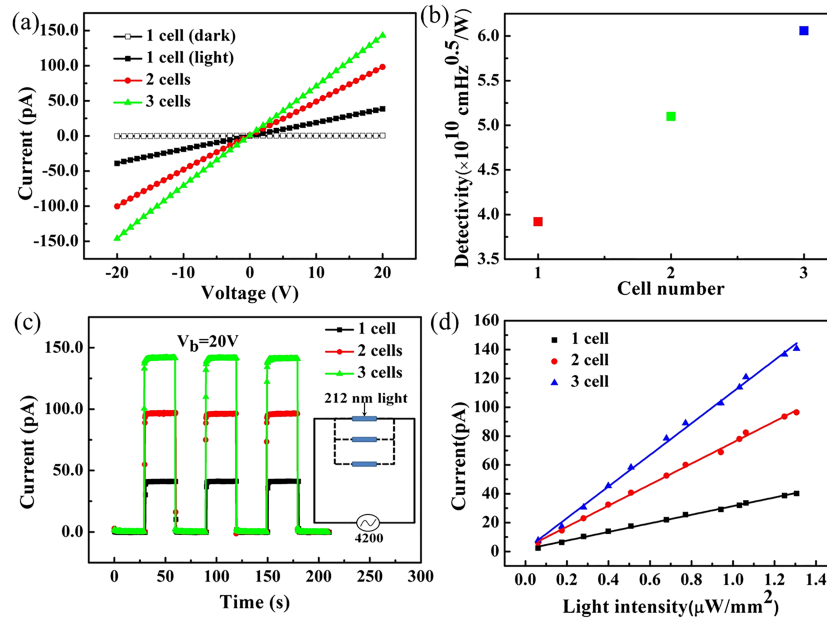 (a)
1 cell (dark)
1 cell (light)
2 cells
3 cells
150.0
100.0
50.00
0.0
-50.00
-100.0
-150.0
-20
-10
0
10
20
Current (pA)
Voltage (V)
(b)
6.0
5.5
5.0
4.5
4.0
3.5
1
2
3
Detectivity(×10^10 cmHz^0.5/W)
Cell number
(c)
V_b=20V
1 cell
2 cells
3 cells
212 nm light
4200
150.0
100.0
50.00
0.0
0
50
100
150
200
250
300
Current (pA)
Time (s)
(d)
1 cell
2 cell
3 cell
160
140
120
100
80
60
40
20
0
0.0
0.2
0.4
0.6
0.8
1.0
1.2
1.4
Current(pA)
Light intensity(μW/mm^2)